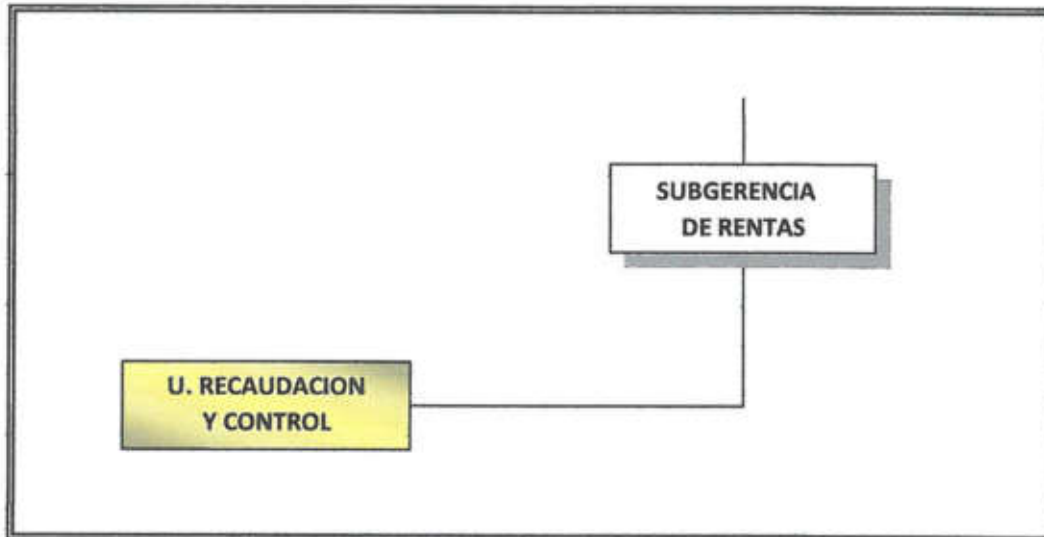 SUBGERENCIA
DE RENTAS
U. RECAUDACION
Y CONTROL